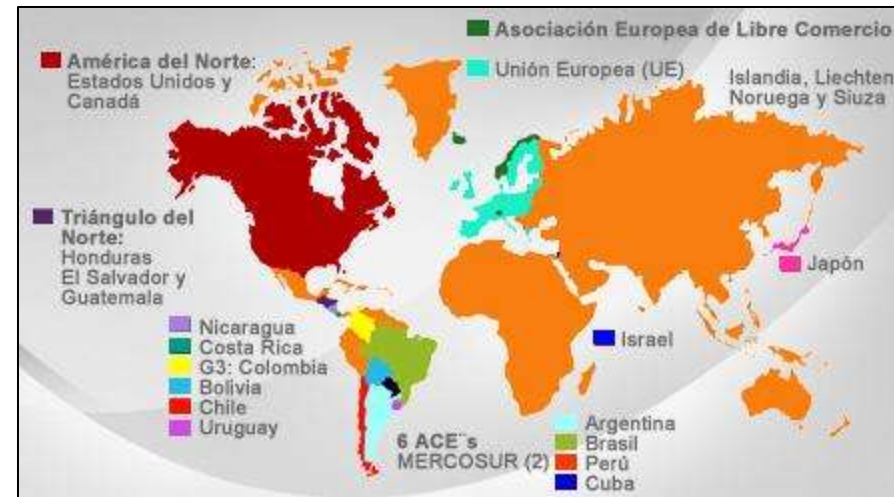 Asociación Europea de Libre Comercio
Unión Europea (UE)
Islandia, Liechten
Noruega y Siuza
América del Norte:
Estados Unidos y
Canadá
Triángulo del
Norte:
Honduras
El Salvador y
Guatemala
Japón
Nicaragua
Costa Rica
G3: Colombia
Bolivia
Chile
Uruguay
Israel
6 ACE¨s
MERCOSUR (2)
Argentina
Brasil
Perú
Cuba